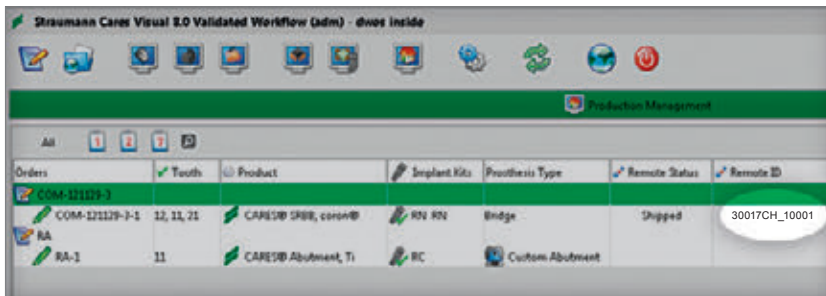 Straumann Cares Visual 8.0 Validated Workflow (adm) - dwos inside
Production Management
All 1 2 7
Orders Tooth Product Implant Kits Prosthesis Type Remote Status Remote ID
COM-121129-3
COM-121129-3-1 12, 11, 21 CARES® SRBB, coron® RN RN Bridge Shipped 30017CH_10001
RA
RA-1 11 CARES® Abutment, Ti RC Custom Abutment